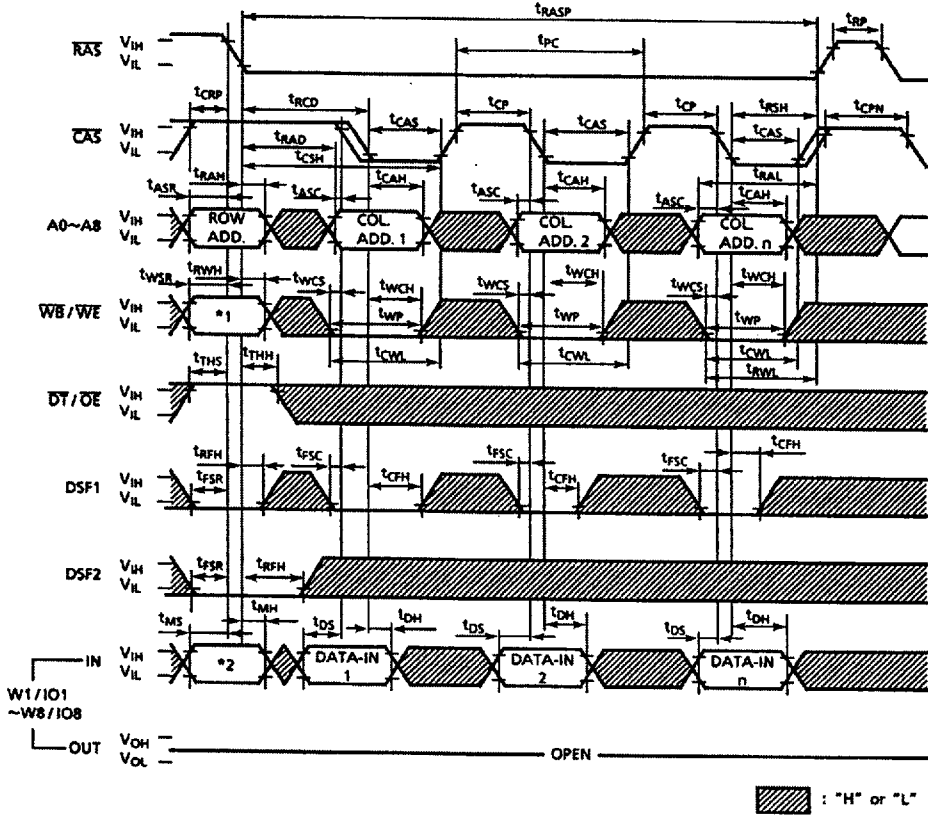 tRASP
tRP
RAS VIH
VIL
tPC
tCRP tRCD tCP tCP tRSH tCPN
CAS VIH
VIL
tCAS tCAS tCAS
tRAD
tCSH
tRAH tRAL
tASR tASC tCAH tASC tCAH tASC tCAH
A0~A8 VIH
VIL
ROW ADD. COL. ADD. 1 COL. ADD. 2 COL. ADD. n
tRWH
tWSR tWCS tWCH tWCS tWCH tWCS tWCH
WB/WE VIH
VIL
*1 tWP tWP tWP
tCWL tCWL tCWL
tRWL
tTHS tTHH
DT/OE VIH
VIL
tCFH
tRFH tFSC tFSC tFSC
tFSR tCFH tCFH
DSF1 VIH
VIL
tFSR tRFH
DSF2 VIH
VIL
tMH
tMS tDS tDH tDS tDH tDS tDH
IN VIH
VIL
*2 DATA-IN 1 DATA-IN 2 DATA-IN n
W1/IO1
~W8/IO8
OUT VOH
VOL
OPEN
: "H" or "L"